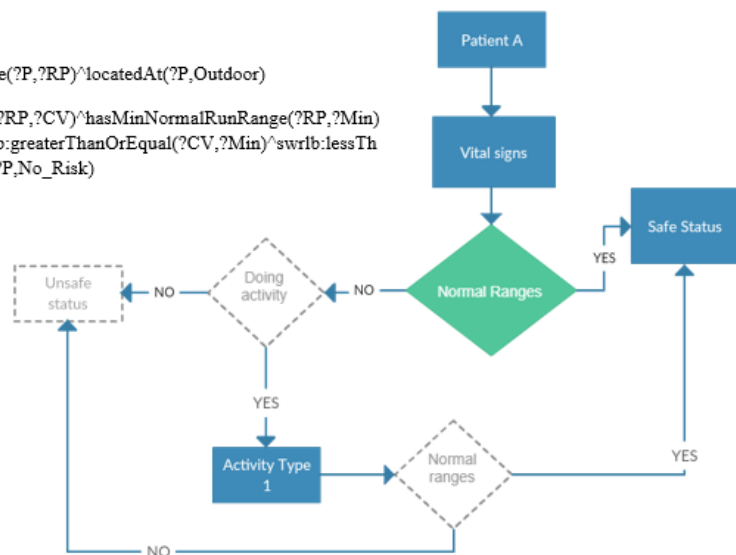 Patient A
e(?P,?RP)^locatedAt(?P,Outdoor)
?RP,?CV)^hasMinNormalRunRange(?RP,?Min)
b:greaterThanOrEqual(?CV,?Min)^swrlb:lessTh
?P,No_Risk)
Vital signs
Safe Status
YES
Normal Ranges
NO
Doing
activity
NO
Unsafe
status
YES
Activity Type
1
Normal
ranges
YES
NO